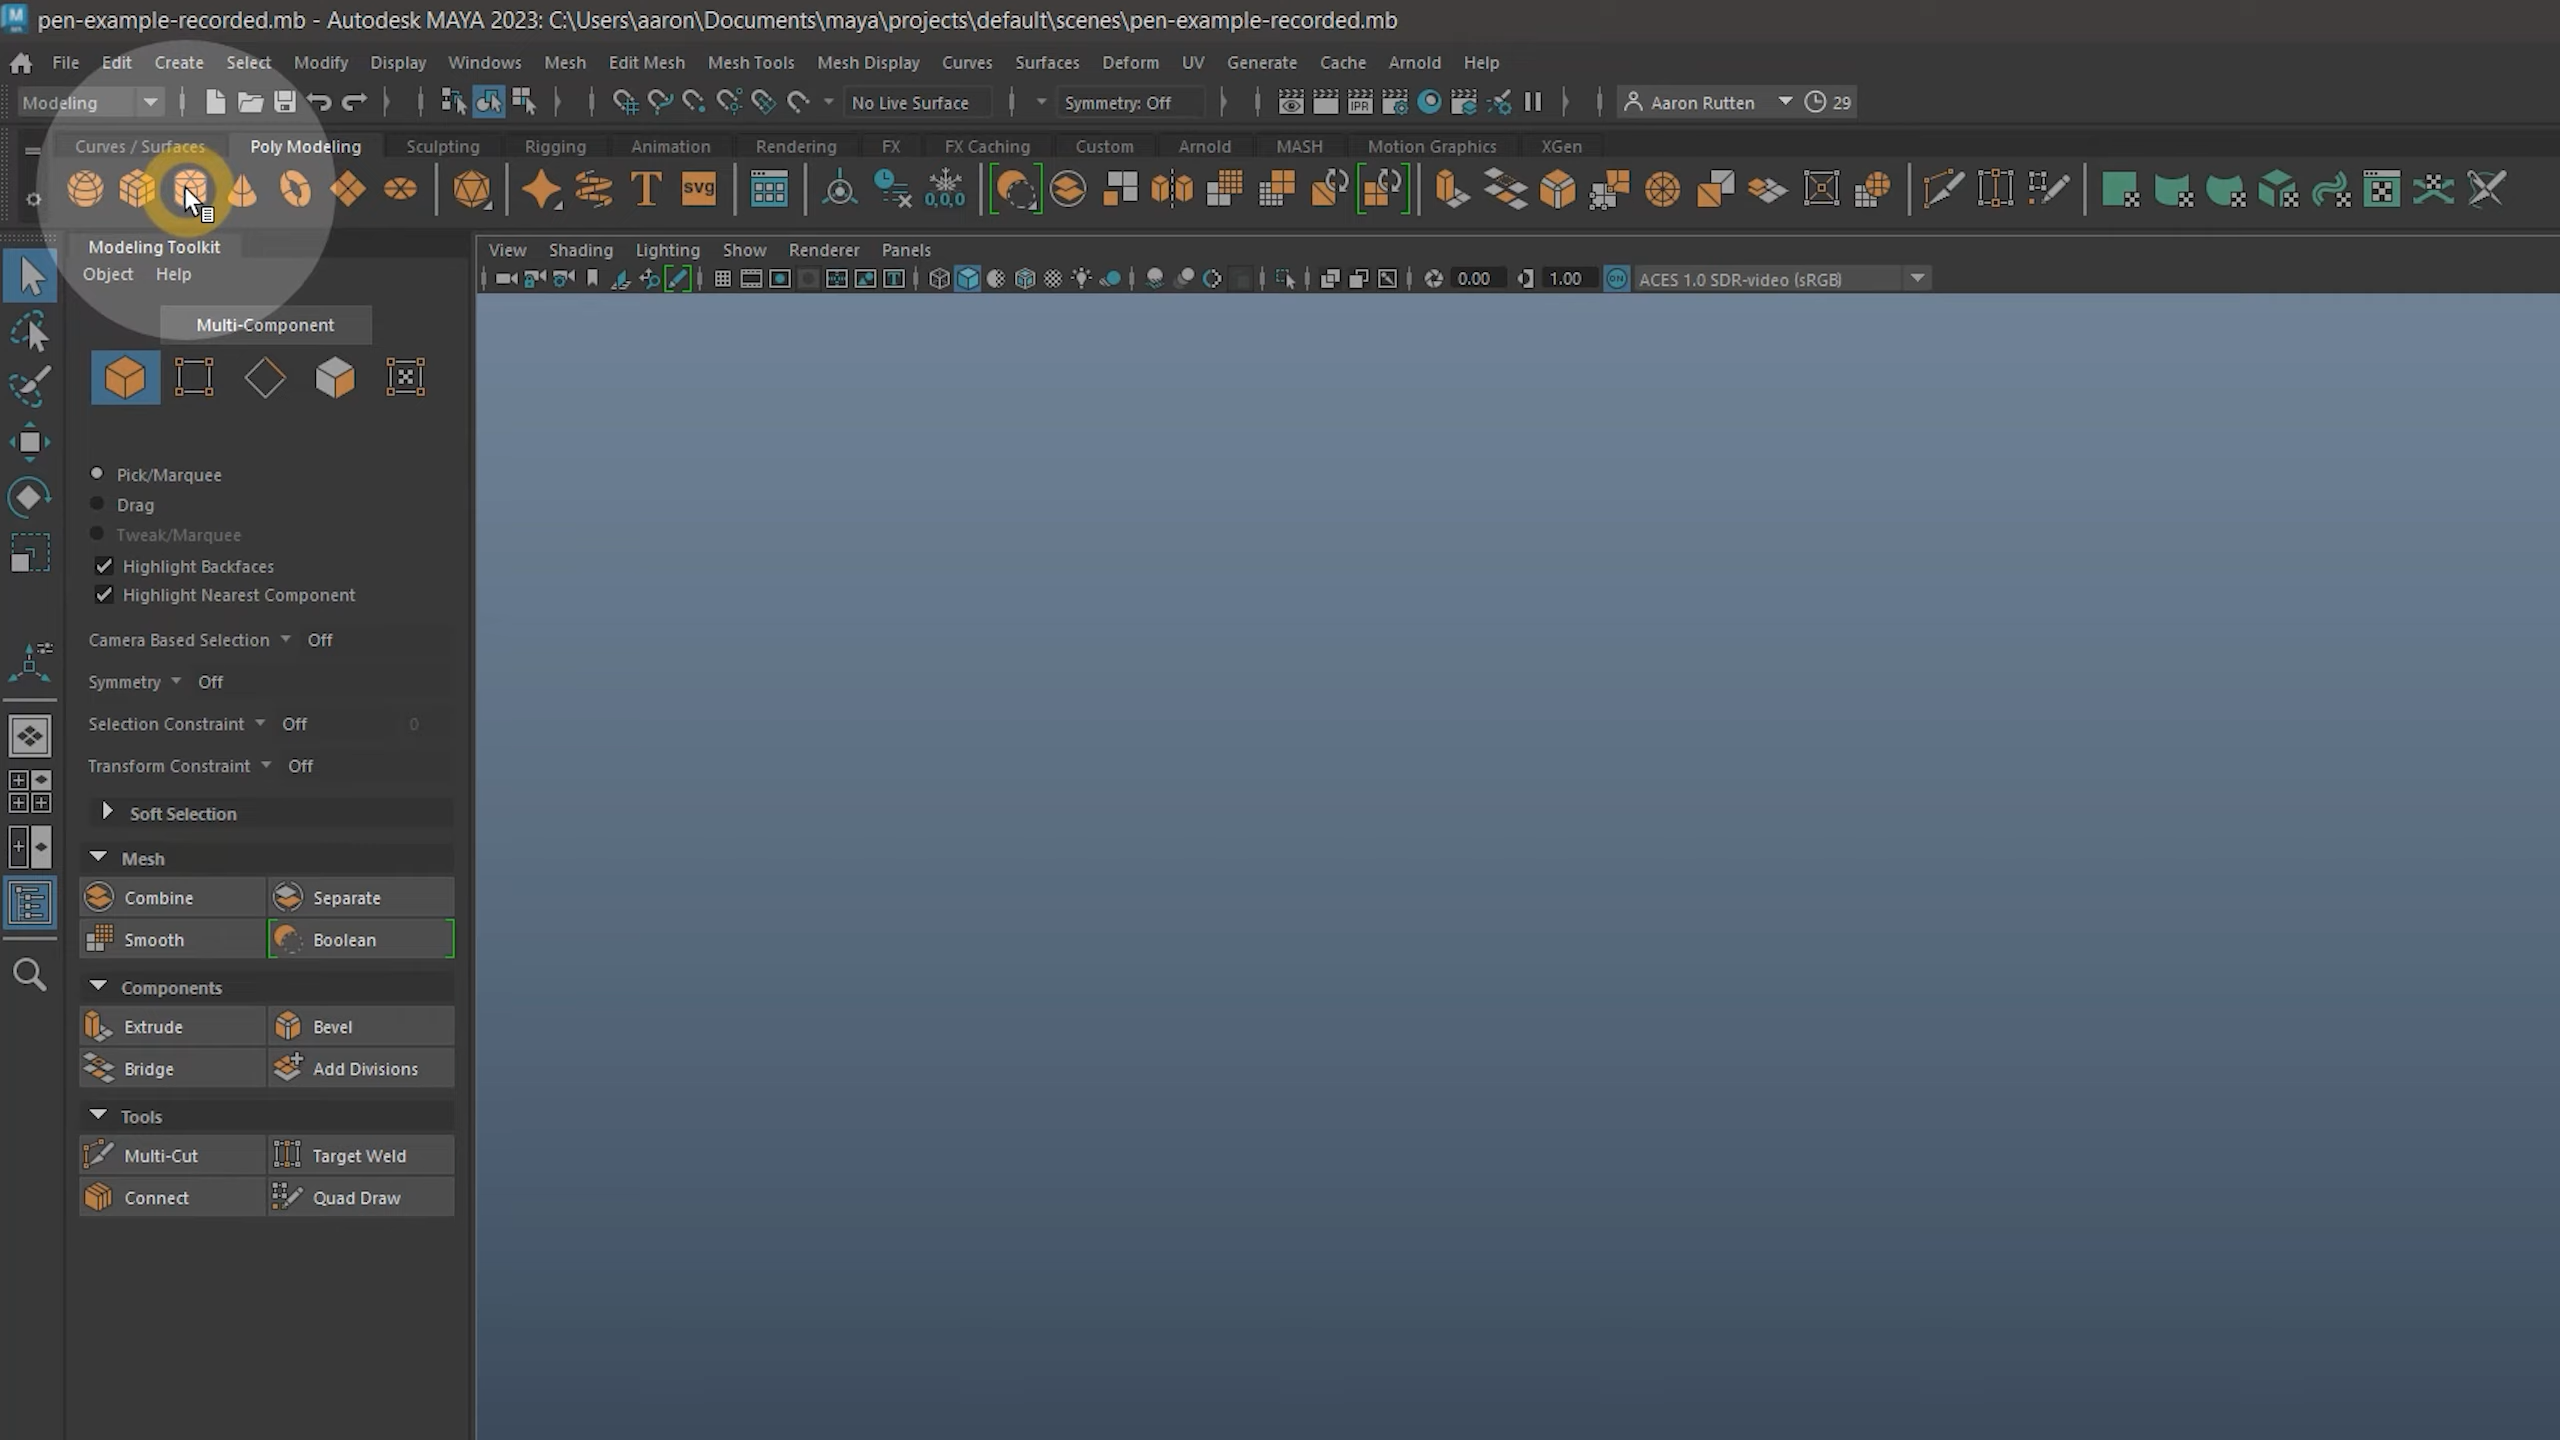 pen-example-recorded.mb - Autodesk MAYA 2023: C:\Users\aaron\Documents\maya\projects\default\scenes\pen-example-recorded.mb
File Edit Create Select Modify Display Windows Mesh Edit Mesh Mesh Tools Mesh Display Curves Surfaces Deform UV Generate Cache Arnold Help
Modeling No Live Surface Symmetry: Off IPR Aaron Rutten 29
Curves / Surfaces Poly Modeling Sculpting Rigging Animation Rendering FX FX Caching Custom Arnold MASH Motion Graphics XGen
T svg 0,0,0
Modeling Toolkit
Object Help
View Shading Lighting Show Renderer Panels
0.00 1.00 ON ACES 1.0 SDR-video (sRGB)
Multi-Component
Pick/Marquee
Drag
Tweak/Marquee
Highlight Backfaces
Highlight Nearest Component
Camera Based Selection Off
Symmetry Off
Selection Constraint Off 0
Transform Constraint Off
Soft Selection
Mesh
Combine Separate
Smooth Boolean
Components
Extrude Bevel
Bridge Add Divisions
Tools
Multi-Cut Target Weld
Connect Quad Draw